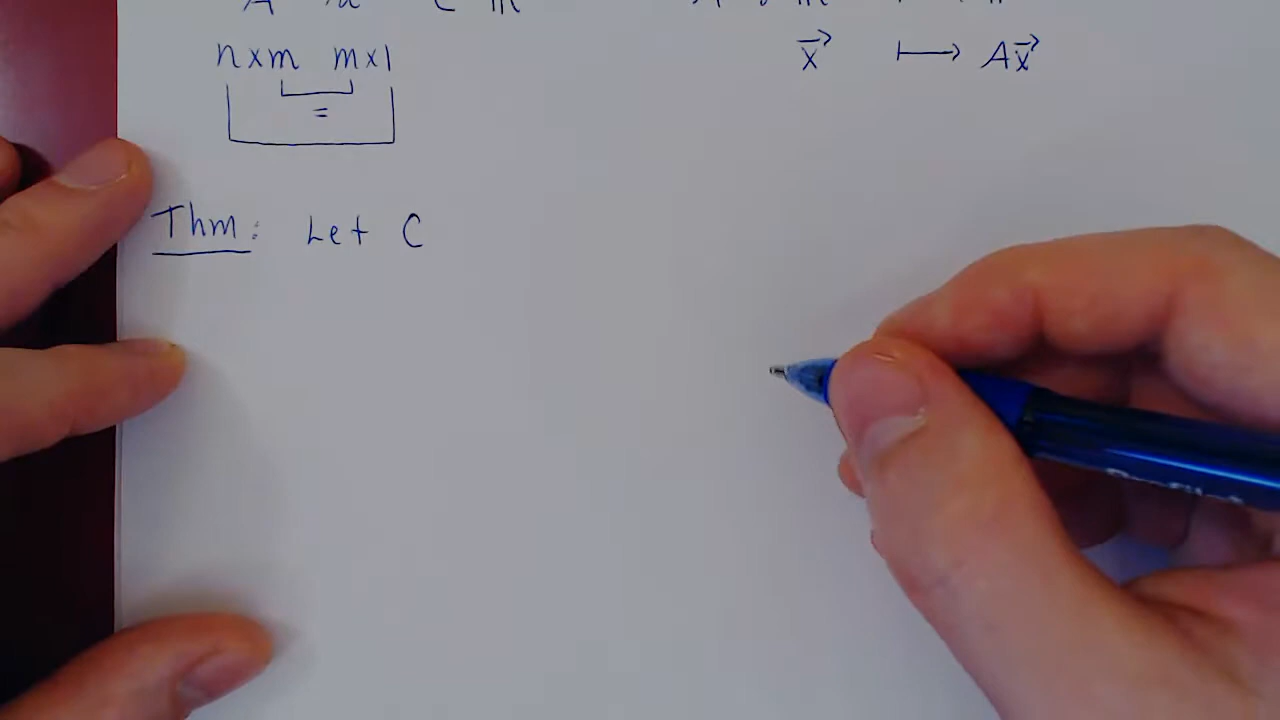 n×m m×1
=
x⃗ ⟼ Ax⃗
Thm: Let C